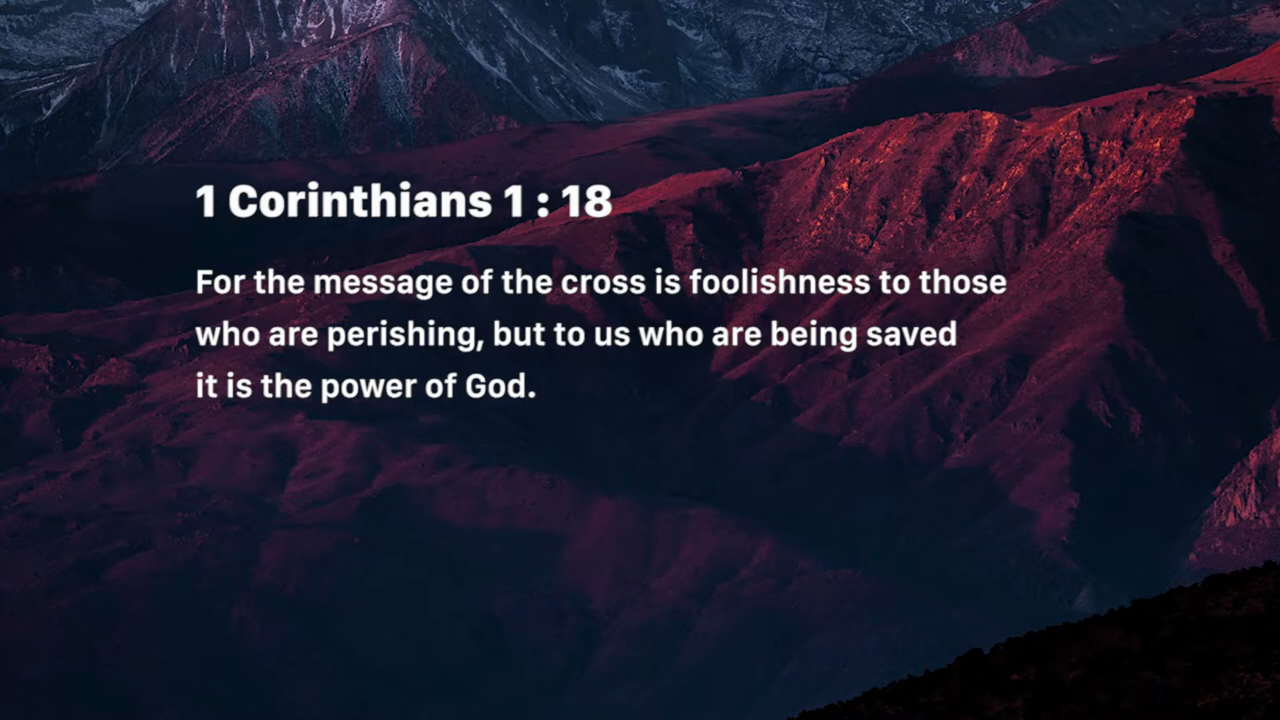 1 Corinthians 1 : 18
For the message of the cross is foolishness to those
who are perishing, but to us who are being saved
it is the power of God.